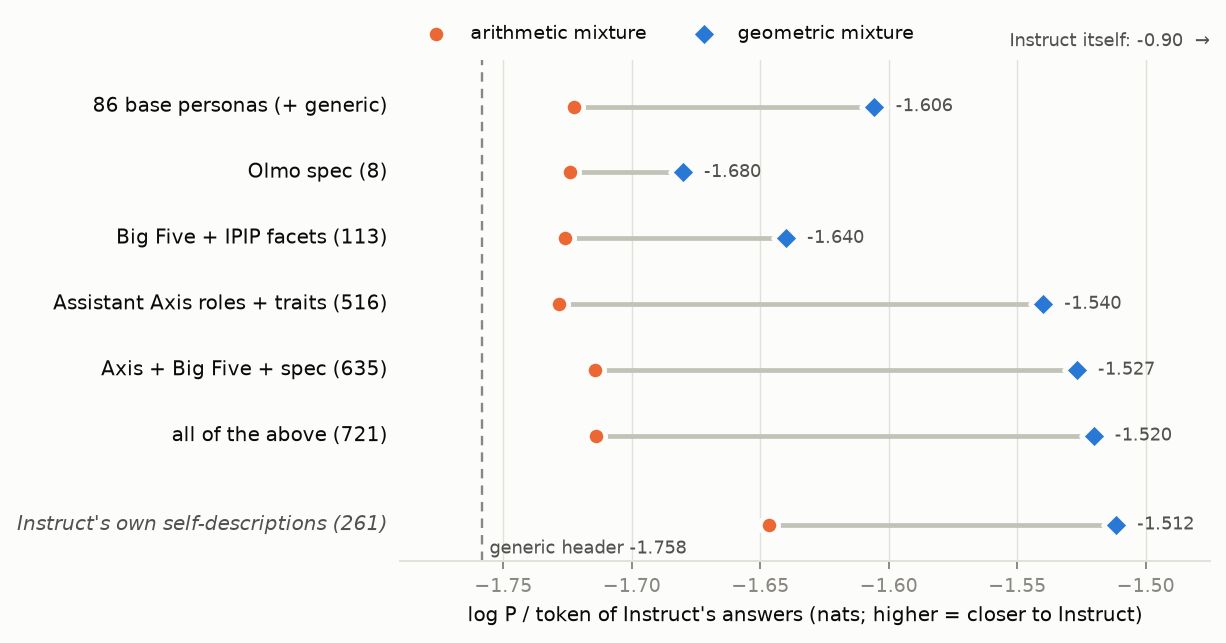 arithmetic mixture
geometric mixture
Instruct itself: -0.90 →
86 base personas (+ generic)
-1.606
Olmo spec (8)
-1.680
Big Five + IPIP facets (113)
-1.640
Assistant Axis roles + traits (516)
-1.540
Axis + Big Five + spec (635)
-1.527
all of the above (721)
-1.520
Instruct's own self-descriptions (261)
-1.512
generic header -1.758
−1.75 −1.70 −1.65 −1.60 −1.55 −1.50
log P / token of Instruct's answers (nats; higher = closer to Instruct)